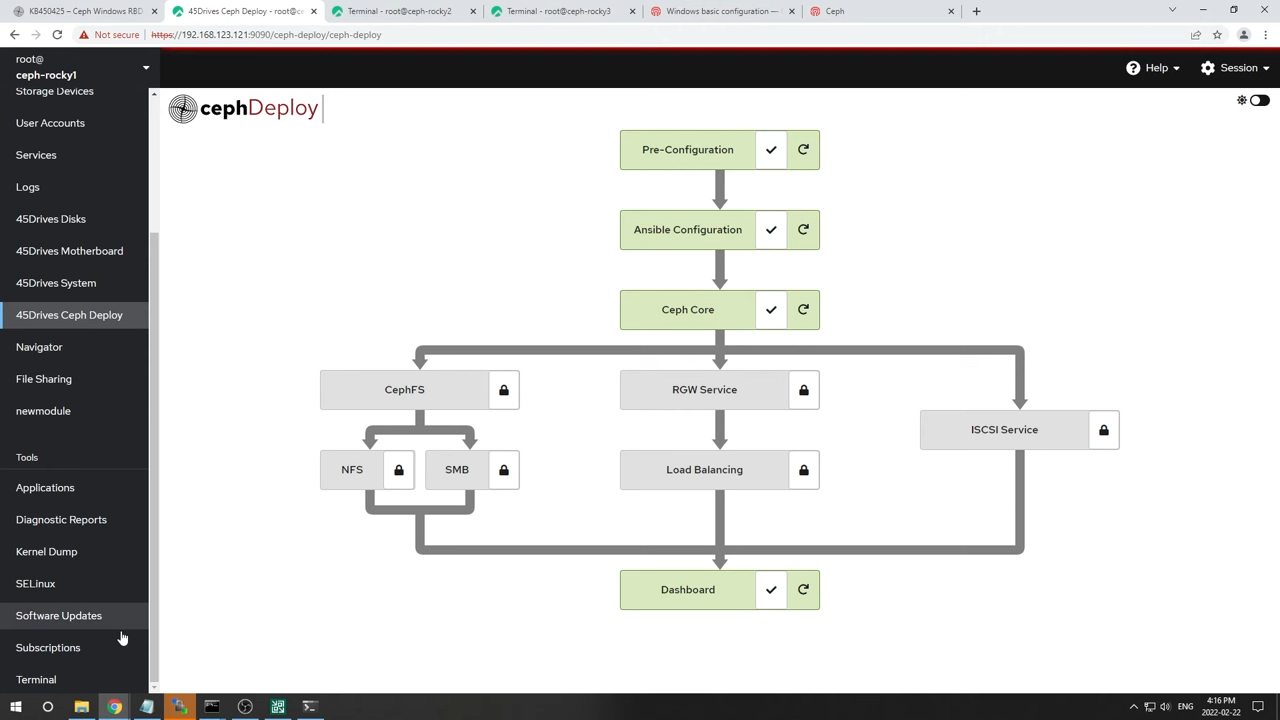 KB450425 – Ceph Windows RBD
45Drives Ceph Deploy - root@ce
Terminal - root@ceph-rocky2
Terminal - root@ceph-rocky3
Windows basic configuration —
Ceph
Not secure
https://192.168.123.121:9090/ceph-deploy/ceph-deploy
root@
ceph-rocky1
Help
Session
Storage Devices
User Accounts
Services
Logs
45Drives Disks
45Drives Motherboard
45Drives System
45Drives Ceph Deploy
Navigator
File Sharing
newmodule
Tools
Applications
Diagnostic Reports
Kernel Dump
SELinux
Software Updates
Subscriptions
Terminal
cephDeploy
Pre-Configuration
Ansible Configuration
Ceph Core
CephFS
RGW Service
ISCSI Service
NFS
SMB
Load Balancing
Dashboard
ENG
4:16 PM
2022-02-22